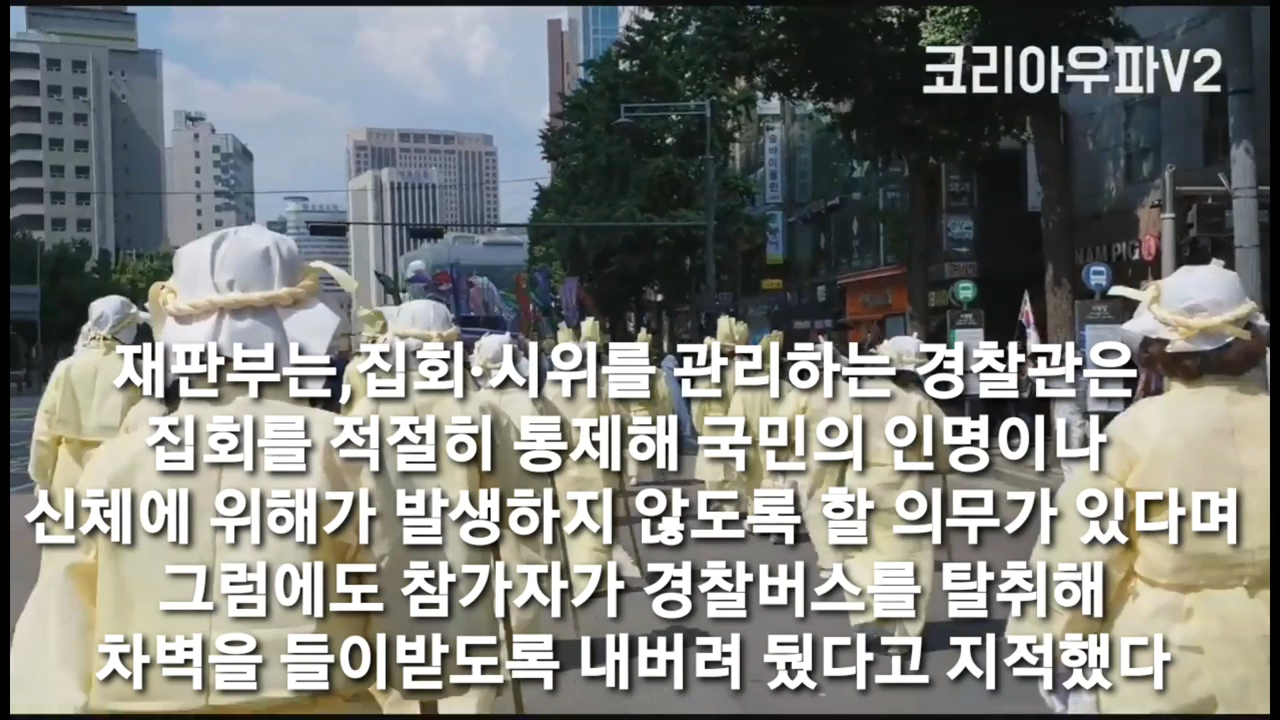 코리아우파V2
NAN PIG
재판부는,집회·시위를 관리하는 경찰관은
집회를 적절히 통제해 국민의 인명이나
신체에 위해가 발생하지 않도록 할 의무가 있다며
그럼에도 참가자가 경찰버스를 탈취해
차벽을 들이받도록 내버려 뒀다고 지적했다